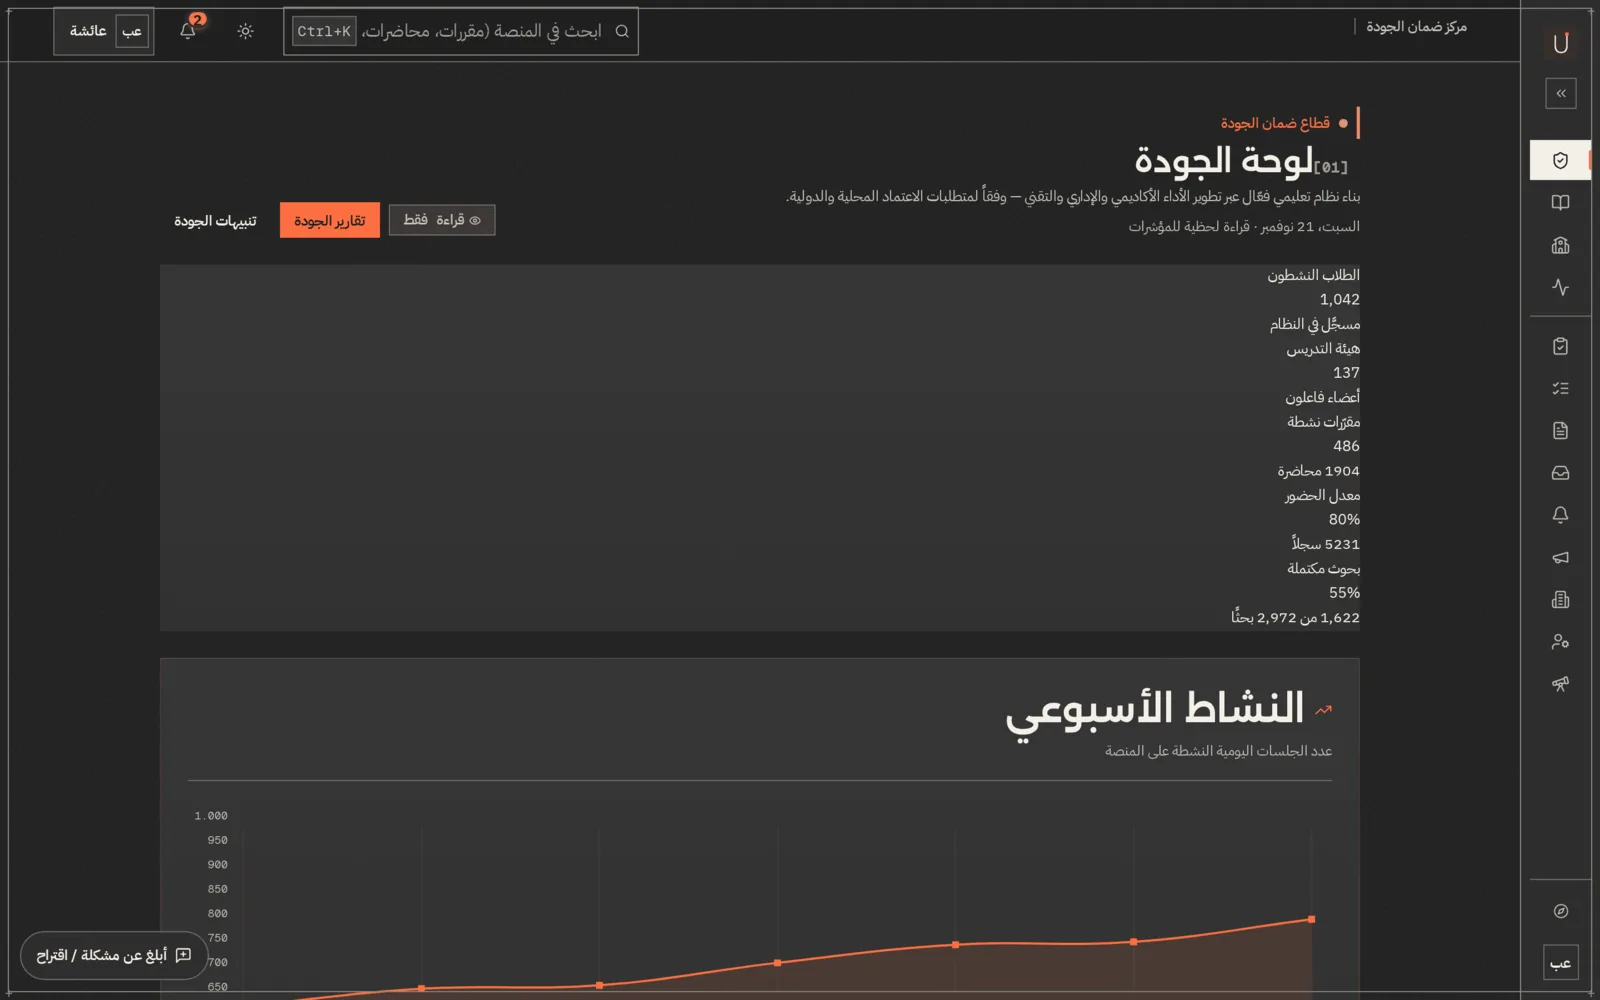 مركز ضمان الجودة
ابحث في المنصة (مقررات، محاضرات، Ctrl+K
2
عب عائشة
قطاع ضمان الجودة
[01] لوحة الجودة
بناء نظام تعليمي فعّال عبر تطوير الأداء الأكاديمي والإداري والتقني — وفقاً لمتطلبات الاعتماد المحلية والدولية.
السبت، 21 نوفمبر · قراءة لحظية للمؤشرات
قراءة فقط
تقارير الجودة
تنبيهات الجودة
الطلاب النشطون
1,042
مسجَّل في النظام
هيئة التدريس
137
أعضاء فاعلون
مقرّرات نشطة
486
1904 محاضرة
معدل الحضور
80%
5231 سجلاً
بحوث مكتملة
55%
1,622 من 2,972 بحثًا
النشاط الأسبوعي
عدد الجلسات اليومية النشطة على المنصة
1.000
950
900
850
800
750
700
650
أبلغ عن مشكلة / اقتراح
عب